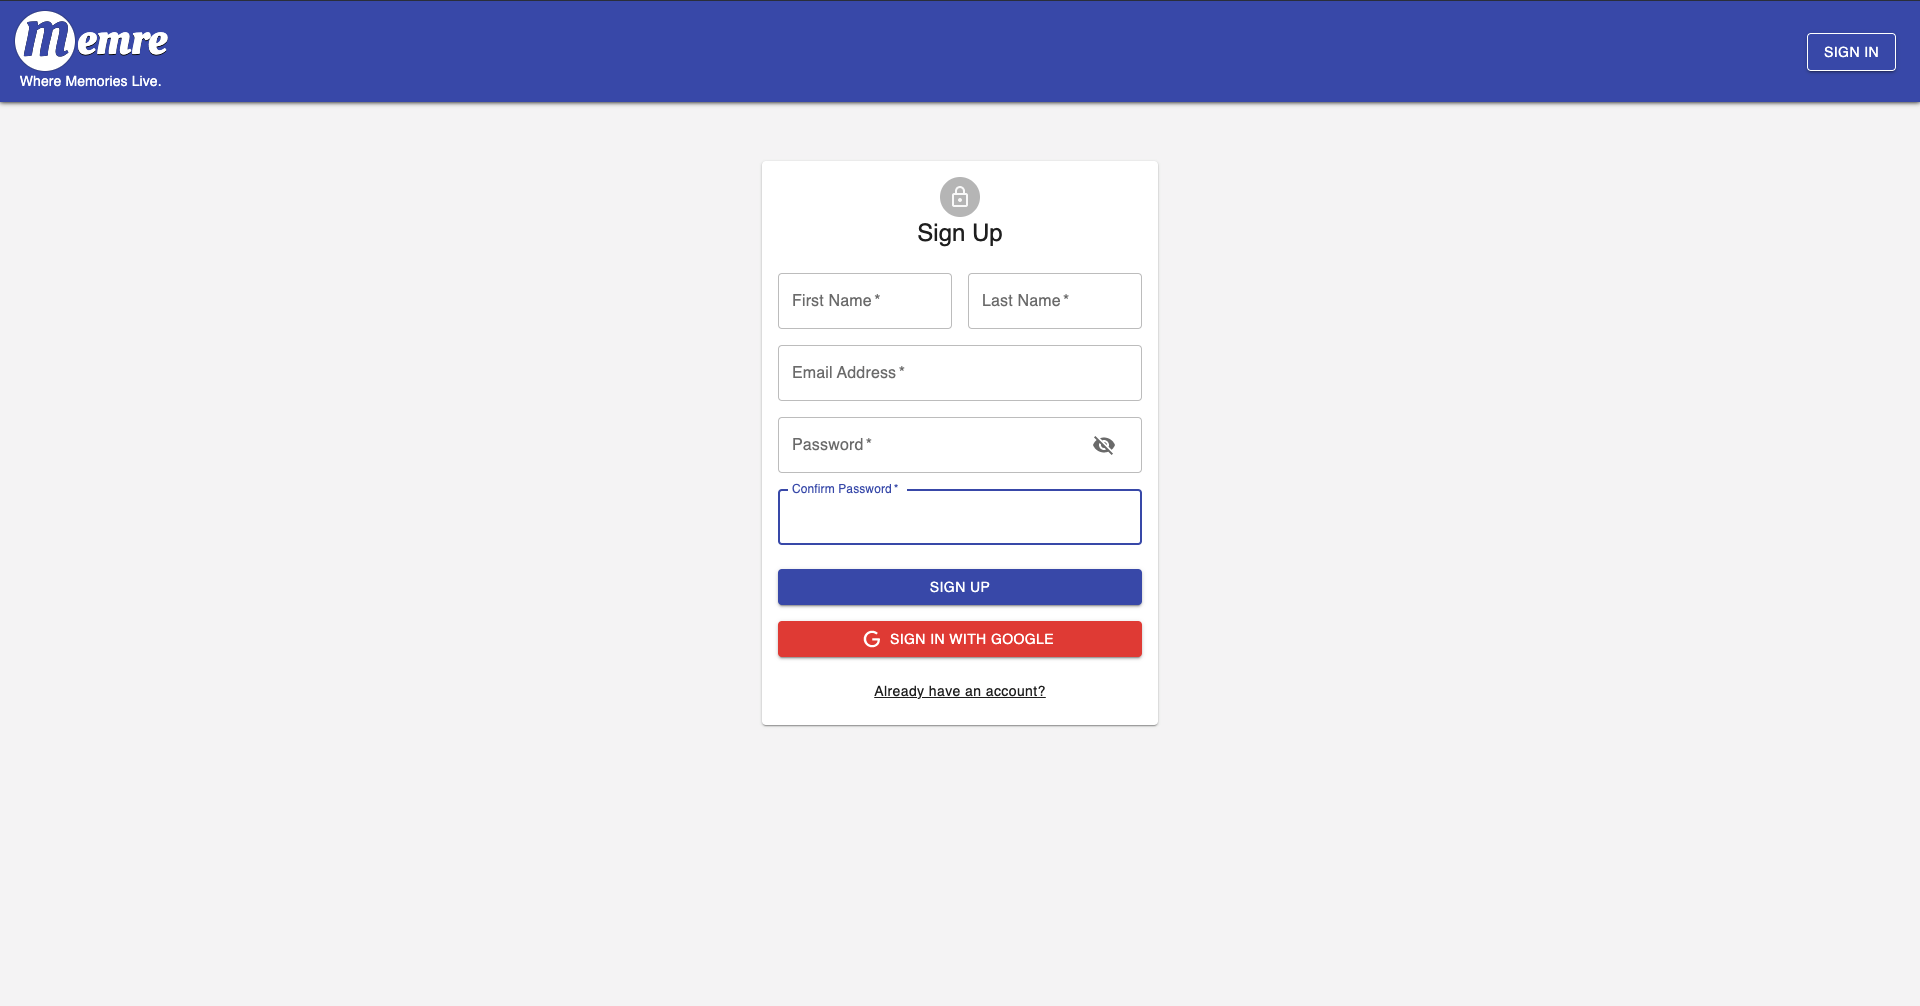 Memre
Where Memories Live.
SIGN IN
Sign Up
First Name *
Last Name *
Email Address *
Password *
Confirm Password *
SIGN UP
G SIGN IN WITH GOOGLE
Already have an account?